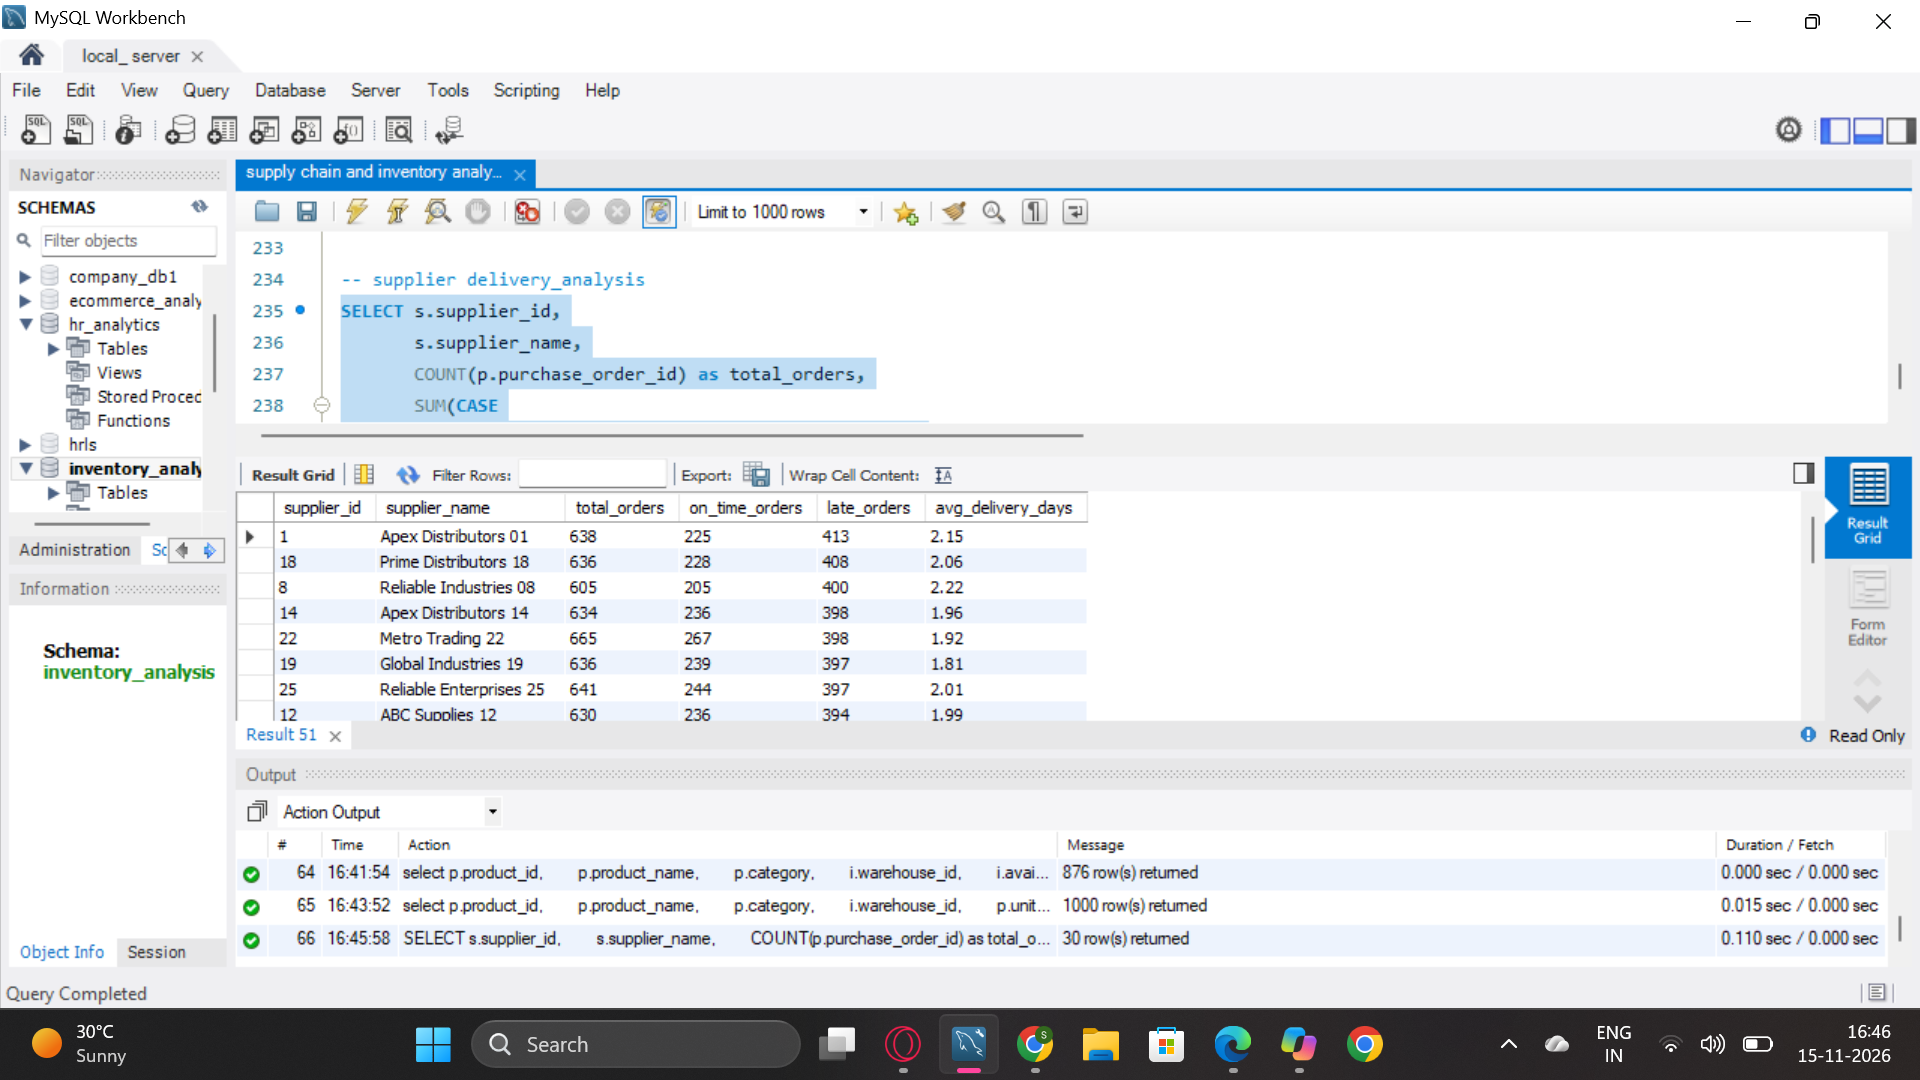 MySQL Workbench
local_ server
File Edit View Query Database Server Tools Scripting Help
Navigator
SCHEMAS
Filter objects
company_db1
ecommerce_analy
hr_analytics
Tables
Views
Stored Proced
Functions
hrls
inventory_analy
Tables
Administration Sc
Information
Schema:
inventory_analysis
Object Info Session
supply chain and inventory analy...
Limit to 1000 rows
233
234 -- supplier delivery_analysis
235 SELECT s.supplier_id,
236 s.supplier_name,
237 COUNT(p.purchase_order_id) as total_orders,
238 SUM(CASE
Result Grid Filter Rows: Export: Wrap Cell Content:
supplier_id supplier_name total_orders on_time_orders late_orders avg_delivery_days
1 Apex Distributors 01 638 225 413 2.15
18 Prime Distributors 18 636 228 408 2.06
8 Reliable Industries 08 605 205 400 2.22
14 Apex Distributors 14 634 236 398 1.96
22 Metro Trading 22 665 267 398 1.92
19 Global Industries 19 636 239 397 1.81
25 Reliable Enterprises 25 641 244 397 2.01
12 ABC Supplies 12 630 236 394 1.99
Result Grid
Form Editor
Result 51
Read Only
Output
Action Output
# Time Action Message Duration / Fetch
64 16:41:54 select p.product_id, p.product_name, p.category, i.warehouse_id, i.avai... 876 row(s) returned 0.000 sec / 0.000 sec
65 16:43:52 select p.product_id, p.product_name, p.category, i.warehouse_id, p.unit... 1000 row(s) returned 0.015 sec / 0.000 sec
66 16:45:58 SELECT s.supplier_id, s.supplier_name, COUNT(p.purchase_order_id) as total_o... 30 row(s) returned 0.110 sec / 0.000 sec
Query Completed
30°C
Sunny
Search
ENG
IN
16:46
15-11-2026